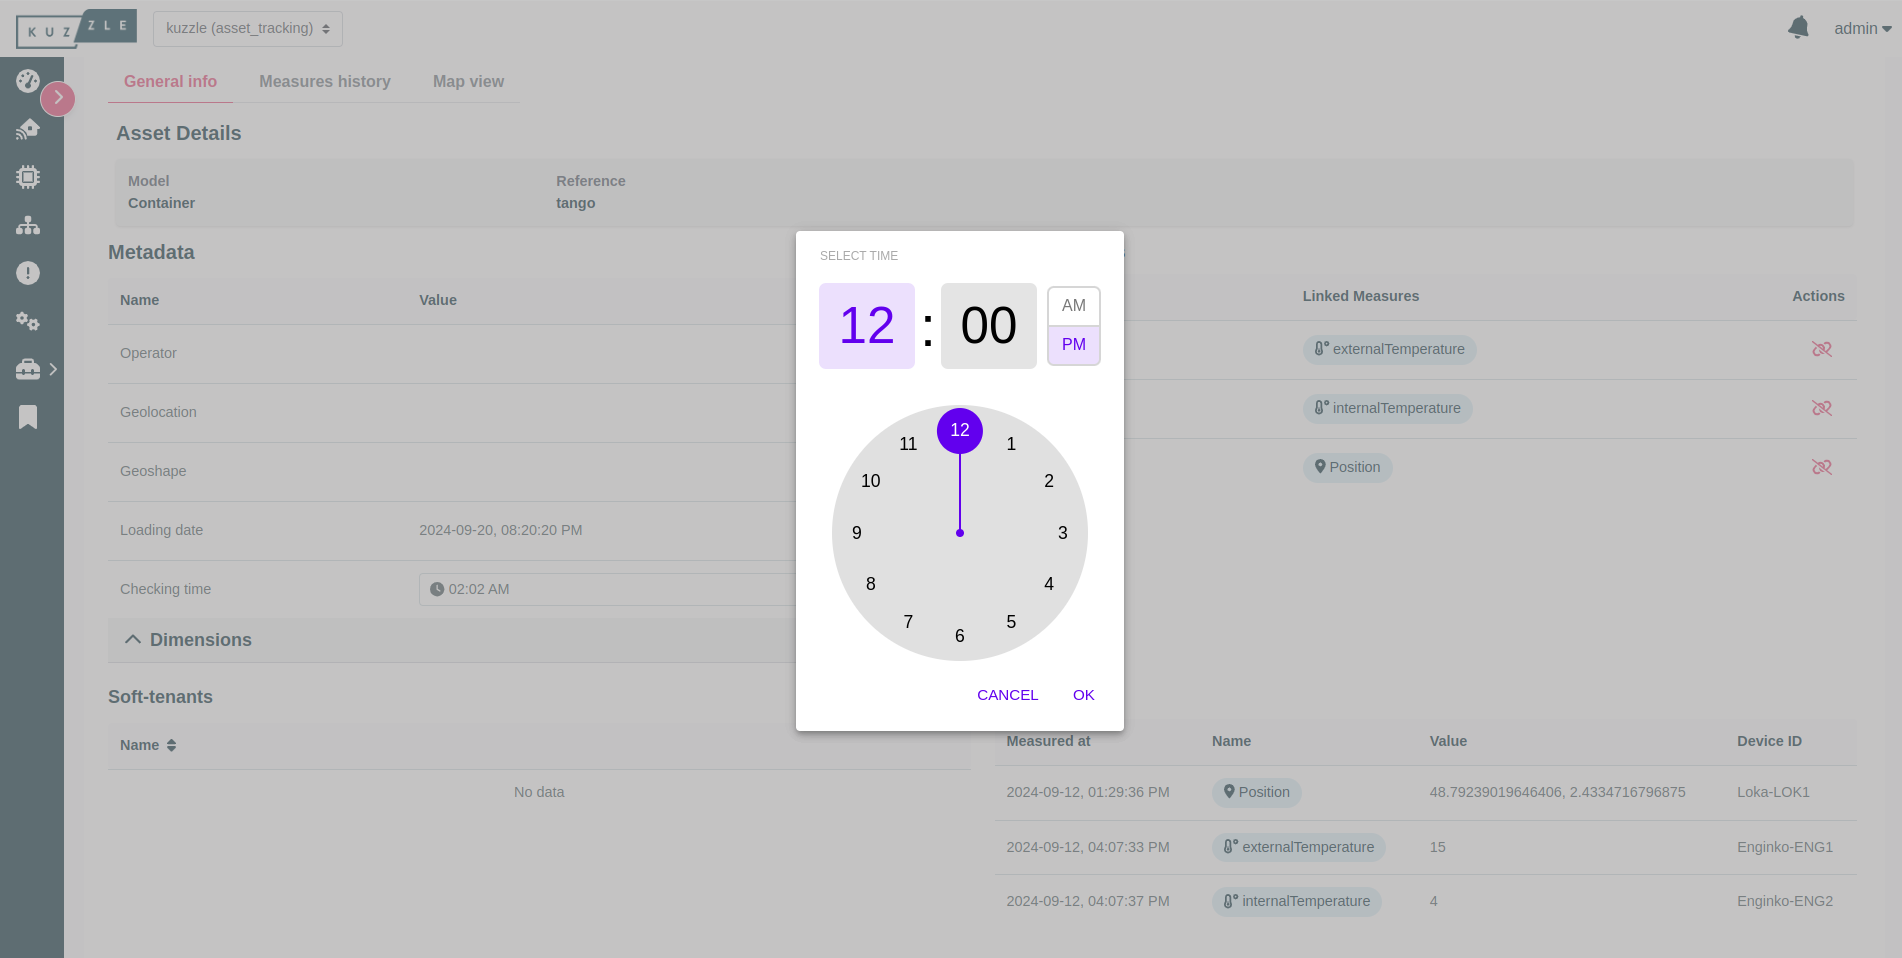 KUZZLE
kuzzle (asset_tracking)
admin
General info
Measures history
Map view
Asset Details
Model
Reference
Container
tango
Metadata
Name
Value
Linked Measures
Actions
Operator
externalTemperature
Geolocation
internalTemperature
Geoshape
Position
Loading date
2024-09-20, 08:20:20 PM
Checking time
02:02 AM
Dimensions
Soft-tenants
Name
No data
SELECT TIME
12 : 00
AM
PM
12
1
2
3
4
5
6
7
8
9
10
11
CANCEL
OK
Measured at
Name
Value
Device ID
2024-09-12, 01:29:36 PM
Position
48.79239019646406, 2.4334716796875
Loka-LOK1
2024-09-12, 04:07:33 PM
externalTemperature
15
Enginko-ENG1
2024-09-12, 04:07:37 PM
internalTemperature
4
Enginko-ENG2